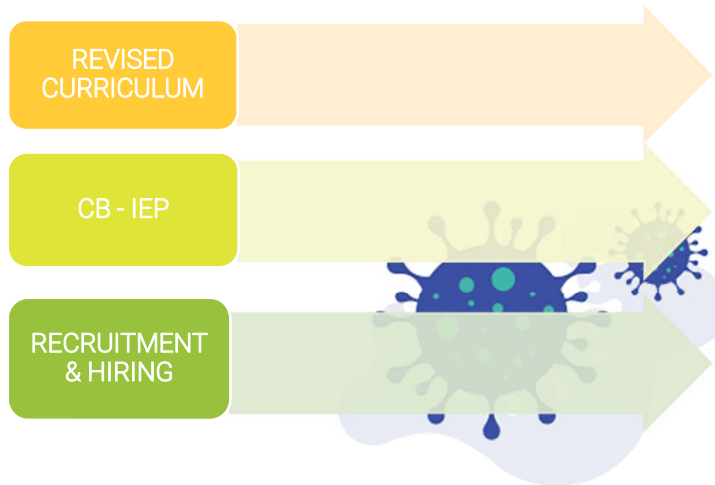 REVISED
CURRICULUM
CB - IEP
RECRUITMENT
& HIRING